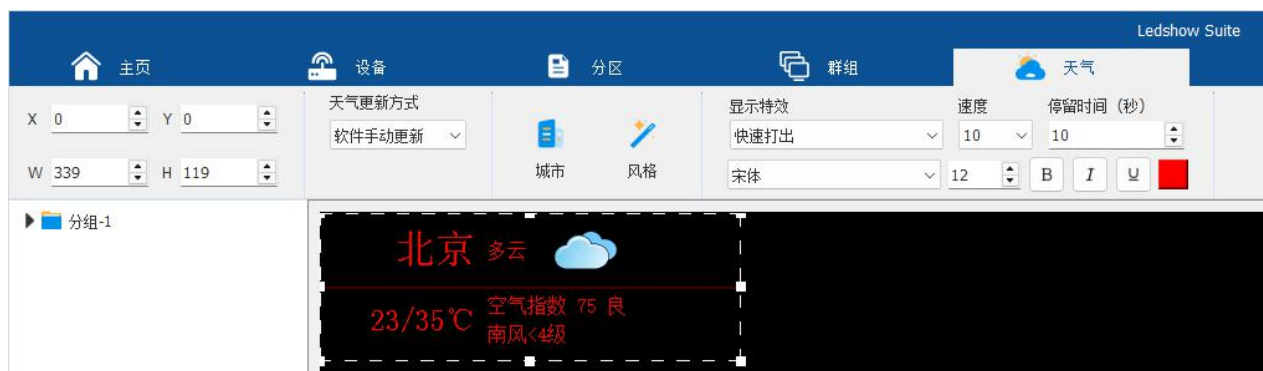 Ledshow Suite
主页
设备
分区
群组
天气
X 0 Y 0
W 339 H 119
天气更新方式
软件手动更新
城市
风格
显示特效
快速打出
宋体
速度
10
停留时间（秒）
10
12
B I U
分组-1
北京 多云
23/35℃
空气指数 75 良
南风<4级